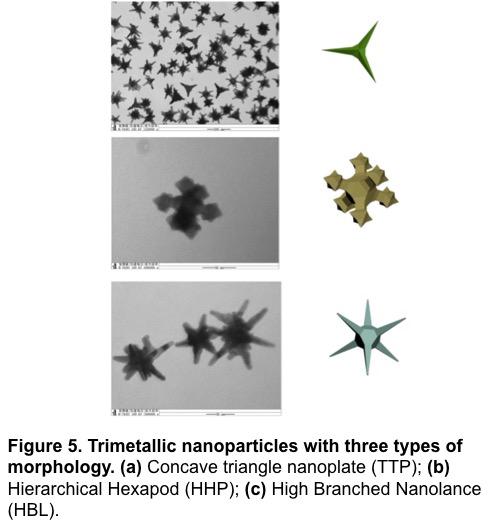 Figure 5. Trimetallic nanoparticles with three types of
morphology. (a) Concave triangle nanoplate (TTP); (b)
Hierarchical Hexapod (HHP); (c) High Branched Nanolance
(HBL).